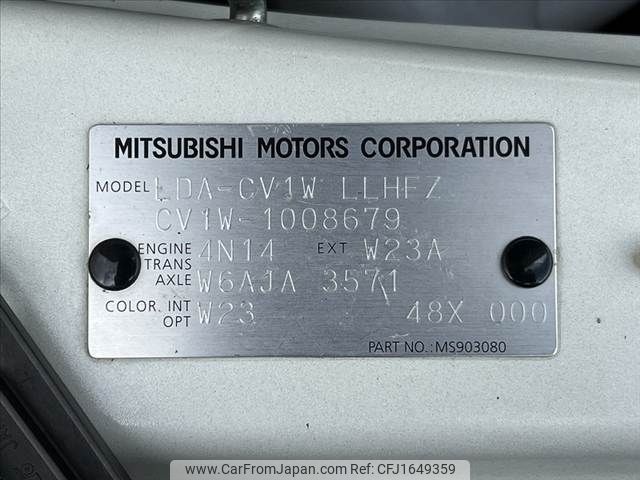 MITSUBISHI MOTORS CORPORATION
MODEL LDA-CV1W LLHFZ
CV1W-1008679
ENGINE 4N14 EXT W23A
TRANS AXLE W6AJA 3571
COLOR. INT OPT W23 48X 000
PART NO.:MS903080
www.CarFromJapan.com - CFJ1649359